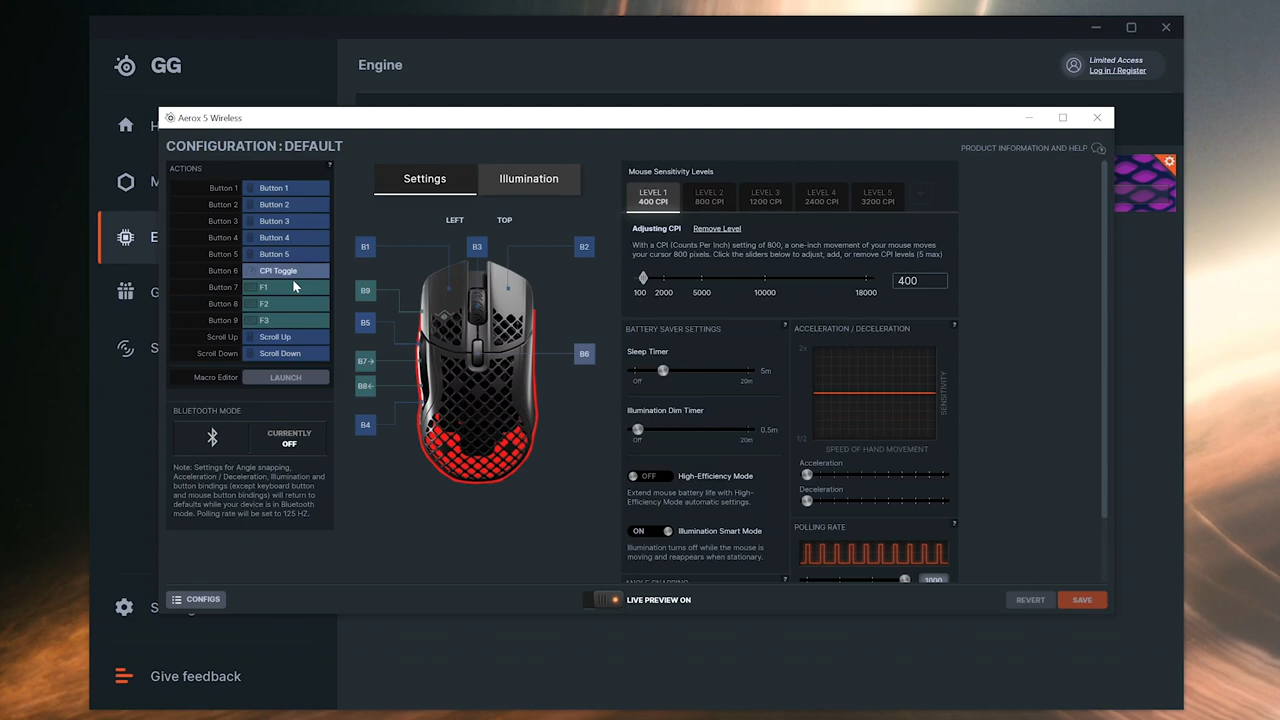 GG
Engine
Limited Access
Log in / Register
H
M
E
G
S
S
Give feedback
Aerox 5 Wireless
CONFIGURATION : DEFAULT
PRODUCT INFORMATION AND HELP
ACTIONS
?
Button 1 Button 1
Button 2 Button 2
Button 3 Button 3
Button 4 Button 4
Button 5 Button 5
Button 6 CPI Toggle
Button 7 F1
Button 8 F2
Button 9 F3
Scroll Up Scroll Up
Scroll Down Scroll Down
Macro Editor LAUNCH
BLUETOOTH MODE
CURRENTLY
OFF
Note: Settings for Angle snapping,
Acceleration / Deceleration, Illumination and
button bindings (except keyboard button
and mouse button bindings) will return to
defaults while your device is in Bluetooth
mode. Polling rate will be set to 125 HZ.
Settings
Illumination
LEFT TOP
B1 B3 B2
B9
B5
B6
B7→
B8←
B4
Mouse Sensitivity Levels
LEVEL 1
400 CPI
LEVEL 2
800 CPI
LEVEL 3
1200 CPI
LEVEL 4
2400 CPI
LEVEL 5
3200 CPI
Adjusting CPI Remove Level
With a CPI (Counts Per Inch) setting of 800, a one-inch movement of your mouse moves
your cursor 800 pixels. Click the sliders below to adjust, add, or remove CPI levels (5 max)
400
100 2000 5000 10000 18000
BATTERY SAVER SETTINGS
?
Sleep Timer
5m
Off 20m
Illumination Dim Timer
0.5m
Off 20m
OFF High-Efficiency Mode
Extend mouse battery life with High-
Efficiency Mode automatic settings.
ON Illumination Smart Mode
Illumination turns off while the mouse is
moving and reappears when stationary.
ANGLE SNAPPING
?
ACCELERATION / DECELERATION
?
2x
1/2
SENSITIVITY
SPEED OF HAND MOVEMENT
Acceleration
Deceleration
POLLING RATE
?
1000
CONFIGS
LIVE PREVIEW ON
REVERT
SAVE